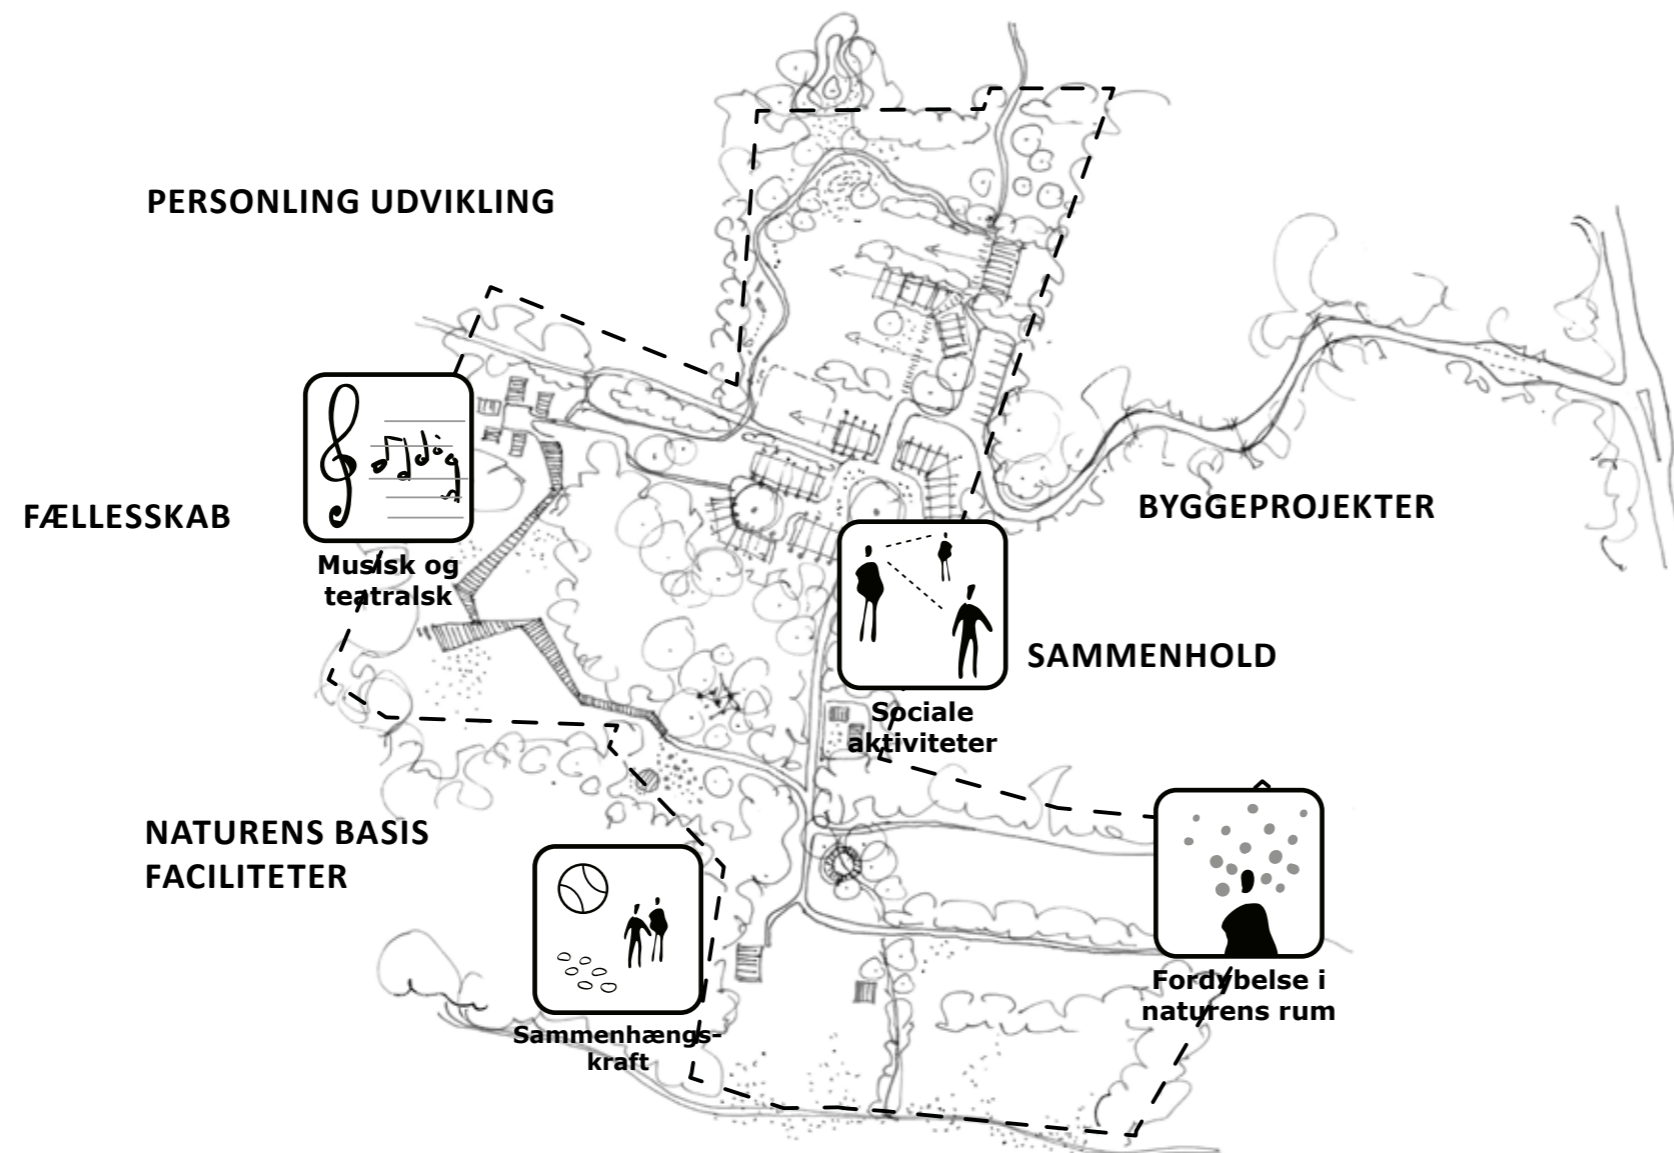 PERSONLING UDVIKLING
FÆLLESSKAB
BYGGEPROJEKTER
Musisk og
teatralsk
SAMMENHOLD
Sociale
aktiviteter
NATURENS BASIS
FACILITETER
Fordybelse i
naturens rum
Sammenhængs-
kraft